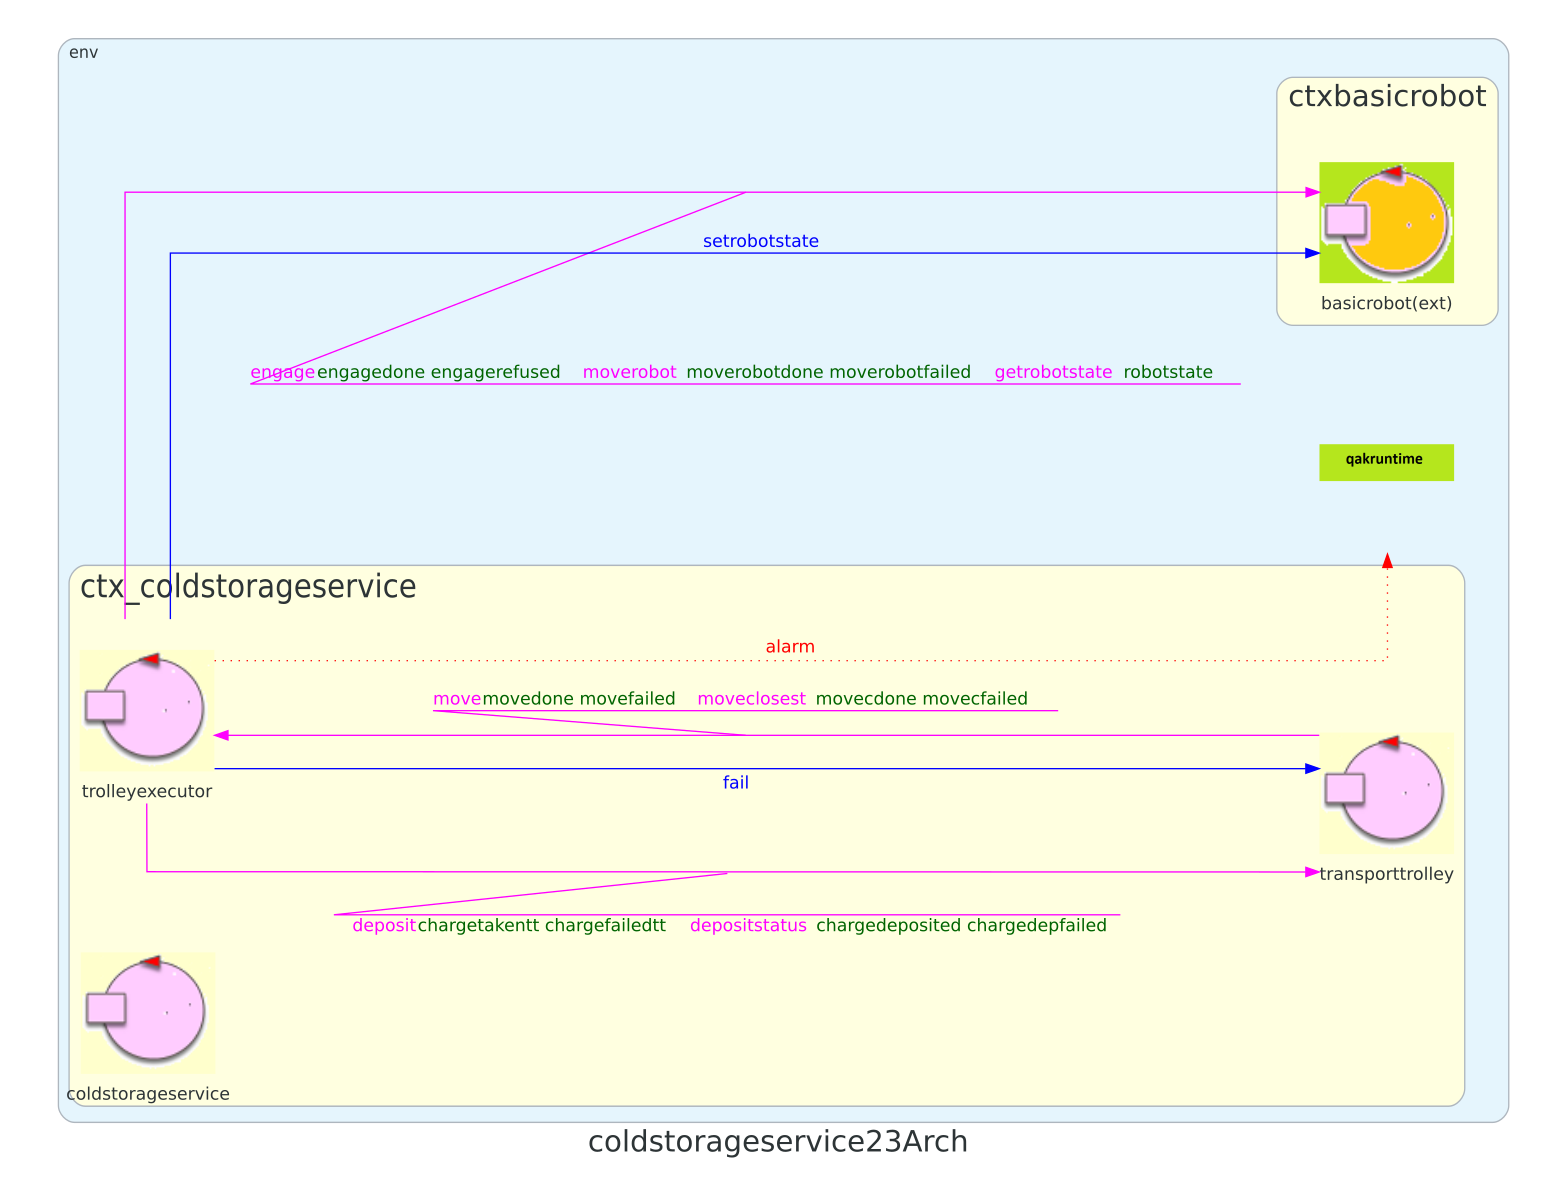 env
ctxbasicrobot
setrobotstate
basicrobot(ext)
engage engagedone engagerefused moverobot moverobotdone moverobotfailed getrobotstate robotstate
qakruntime
ctx_coldstorageservice
alarm
move movedone movefailed moveclosest movecdone movecfailed
fail
trolleyexecutor
transporttrolley
deposit chargetakentt chargefailedtt depositstatus chargedeposited chargedepfailed
coldstorageservice
coldstorageservice23Arch